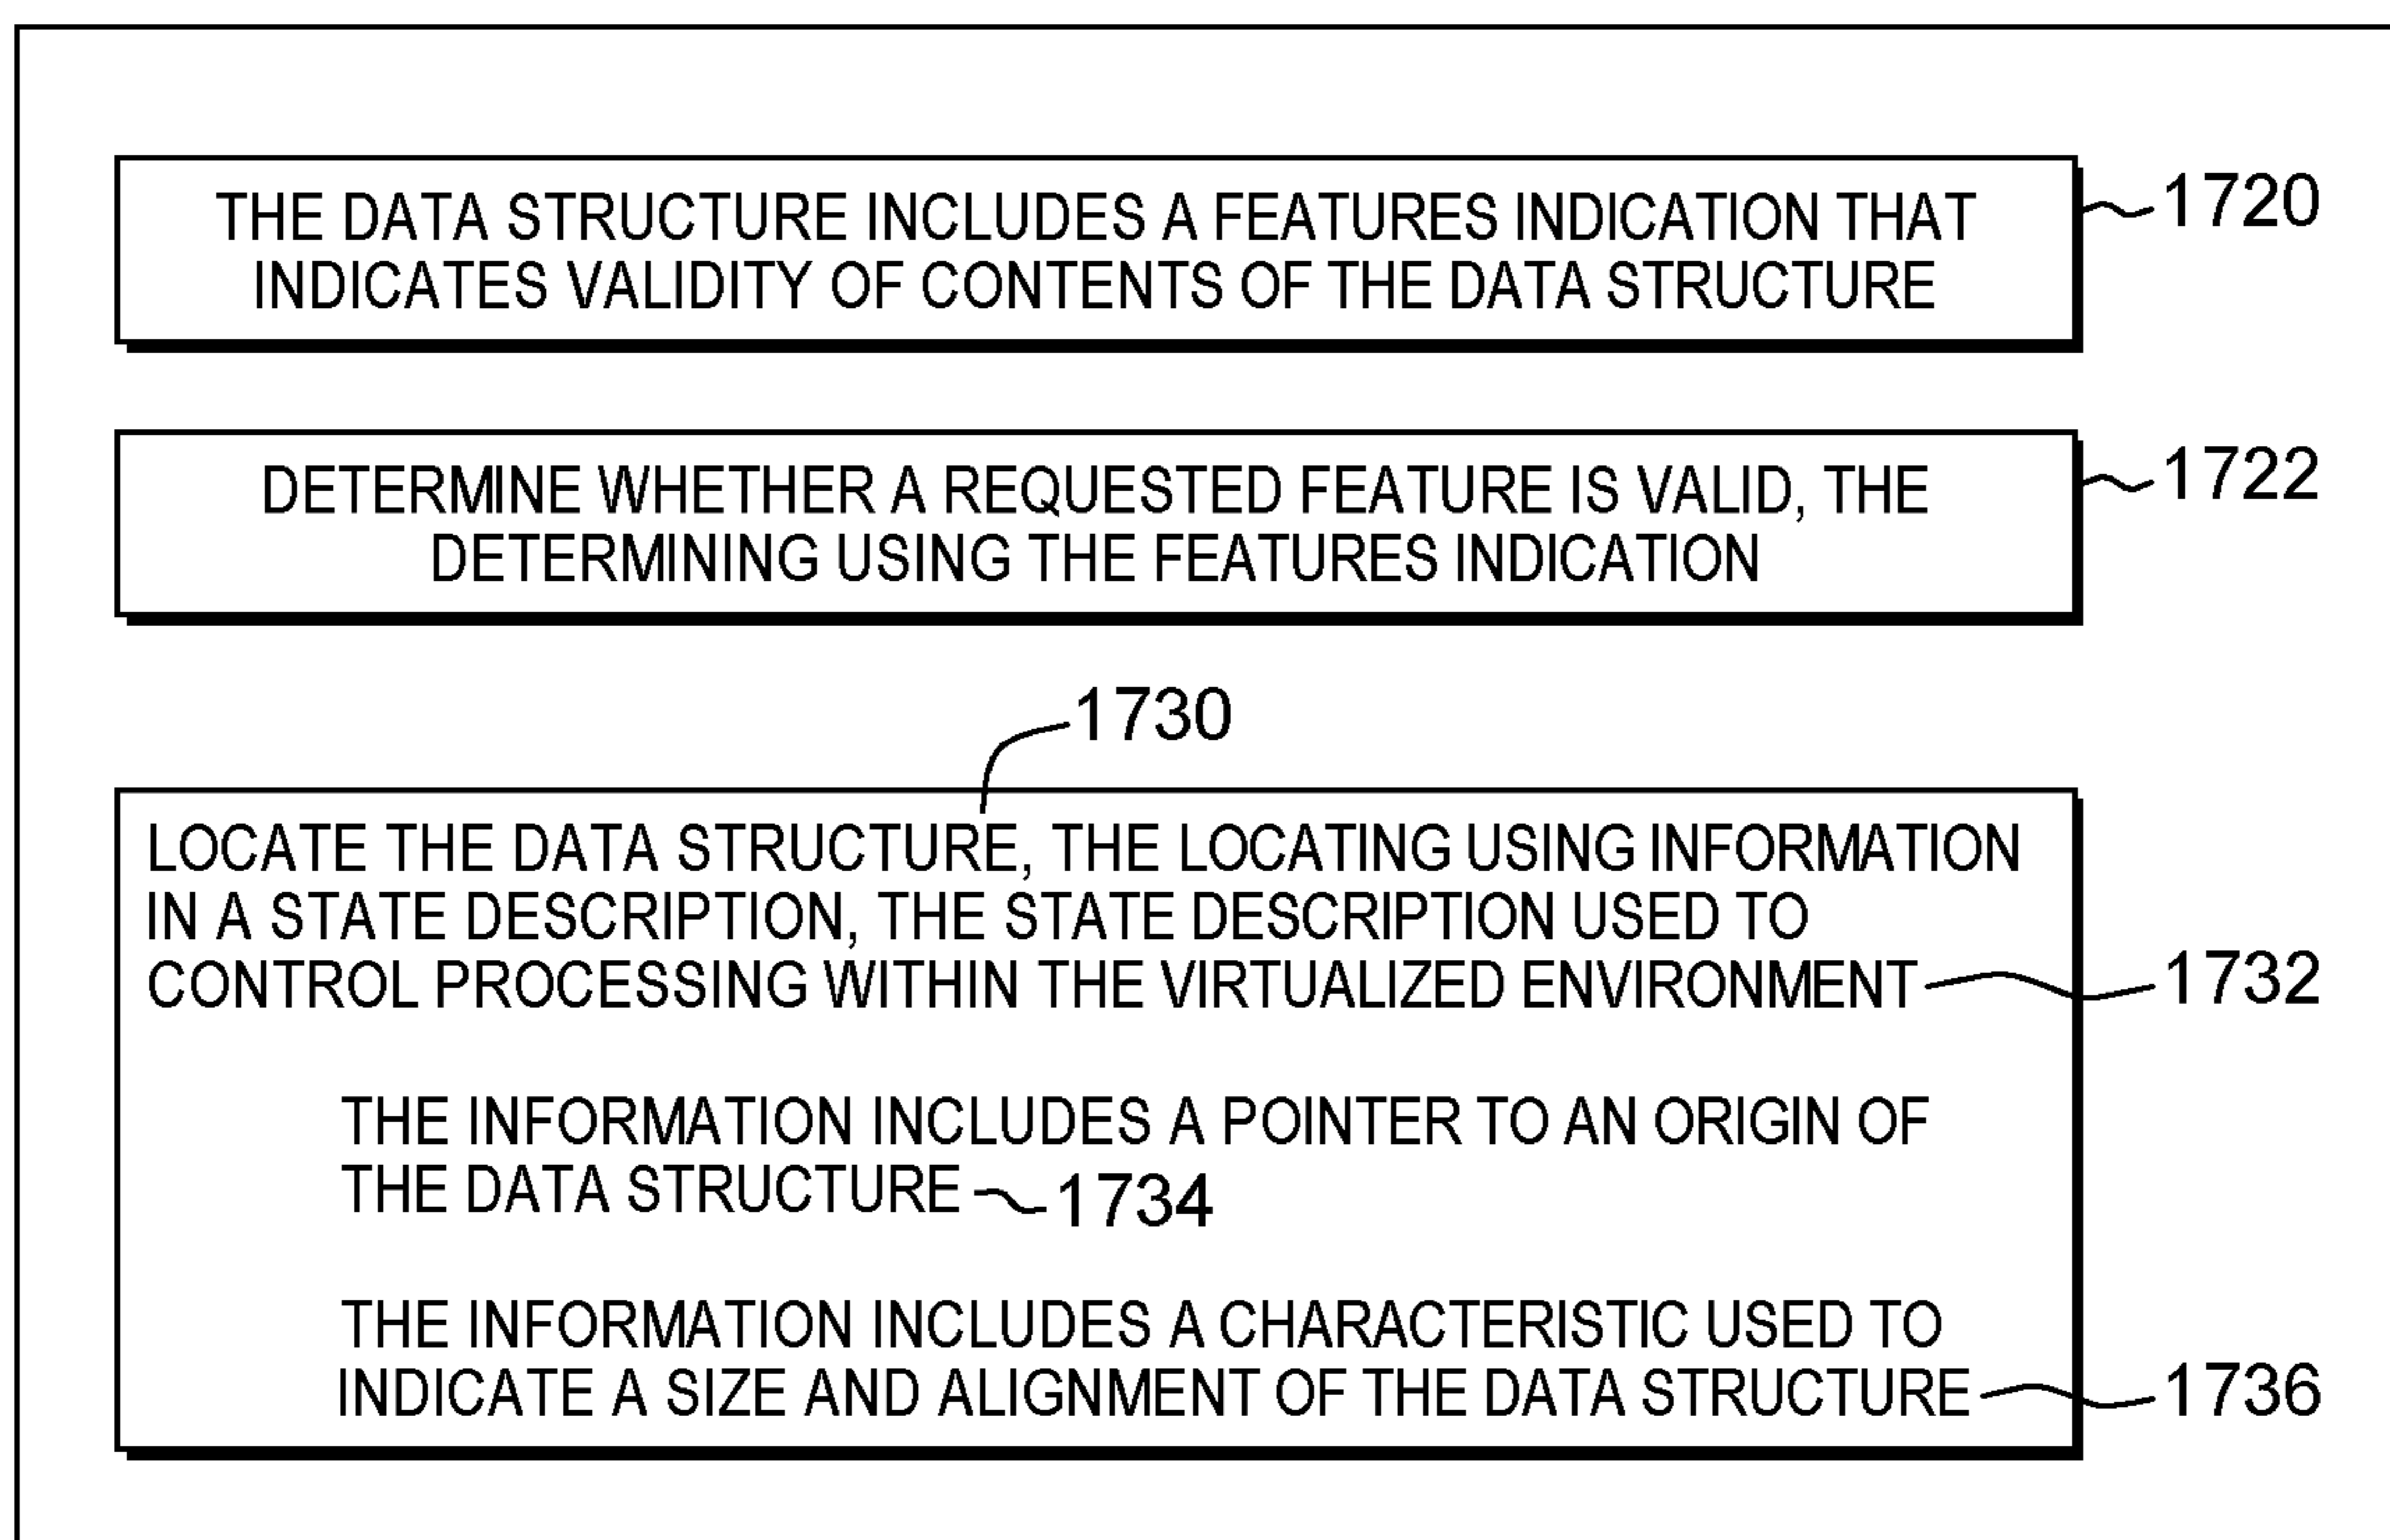 THE DATA STRUCTURE INCLUDES A FEATURES INDICATION THAT
INDICATES VALIDITY OF CONTENTS OF THE DATA STRUCTURE
1720
DETERMINE WHETHER A REQUESTED FEATURE IS VALID, THE
DETERMINING USING THE FEATURES INDICATION
1722
1730
LOCATE THE DATA STRUCTURE, THE LOCATING USING INFORMATION
IN A STATE DESCRIPTION, THE STATE DESCRIPTION USED TO
CONTROL PROCESSING WITHIN THE VIRTUALIZED ENVIRONMENT
1732
THE INFORMATION INCLUDES A POINTER TO AN ORIGIN OF
THE DATA STRUCTURE
1734
THE INFORMATION INCLUDES A CHARACTERISTIC USED TO
INDICATE A SIZE AND ALIGNMENT OF THE DATA STRUCTURE
1736